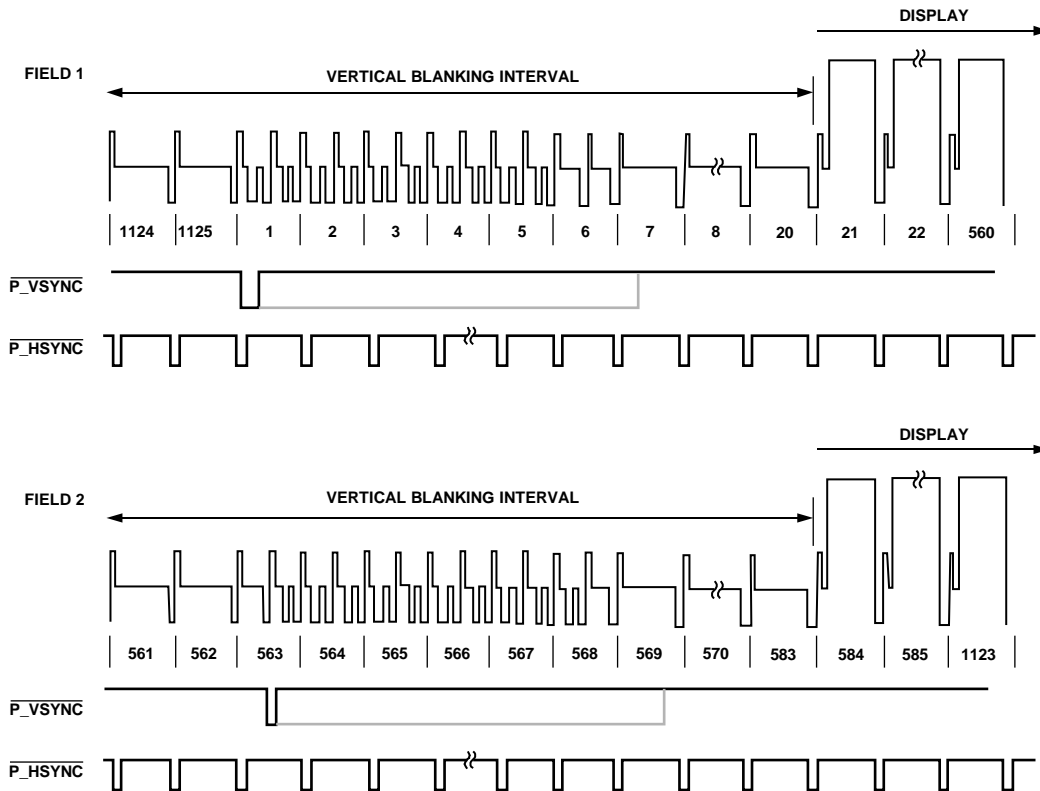 DISPLAY
FIELD 1
VERTICAL BLANKING INTERVAL
1124 1125 1 2 3 4 5 6 7 8 20 21 22 560
P_VSYNC
P_HSYNC
DISPLAY
FIELD 2
VERTICAL BLANKING INTERVAL
561 562 563 564 565 566 567 568 569 570 583 584 585 1123
P_VSYNC
P_HSYNC